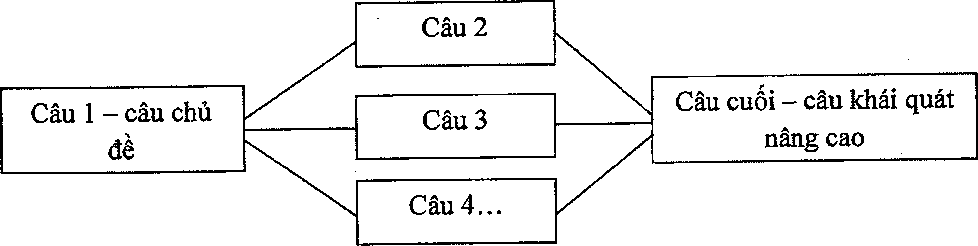 Câu 1 – câu chủ
đề
Câu 2
Câu 3
Câu 4...
Câu cuối – câu khái quát
nâng cao